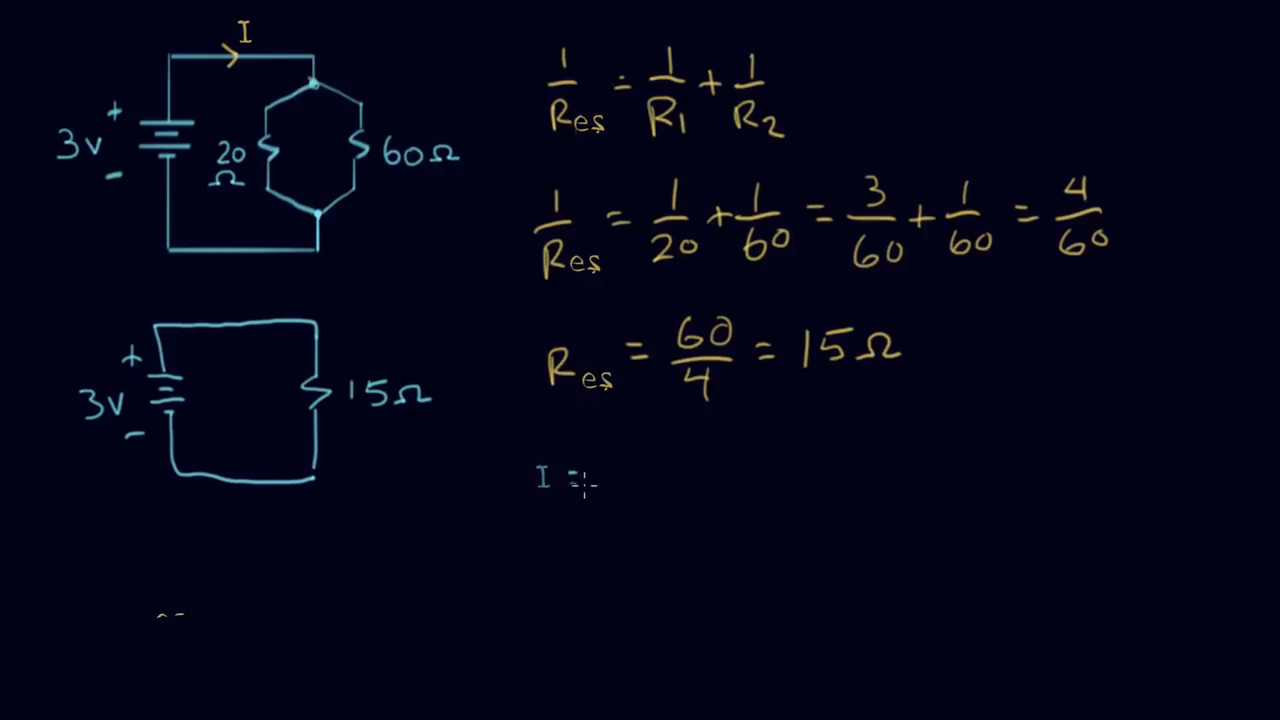 I
+
3v
-
20
Ω
60Ω
1/Res = 1/R1 + 1/R2
1/Res = 1/20 + 1/60 = 3/60 + 1/60 = 4/60
Res = 60/4 = 15Ω
+
3v
-
15Ω
I =